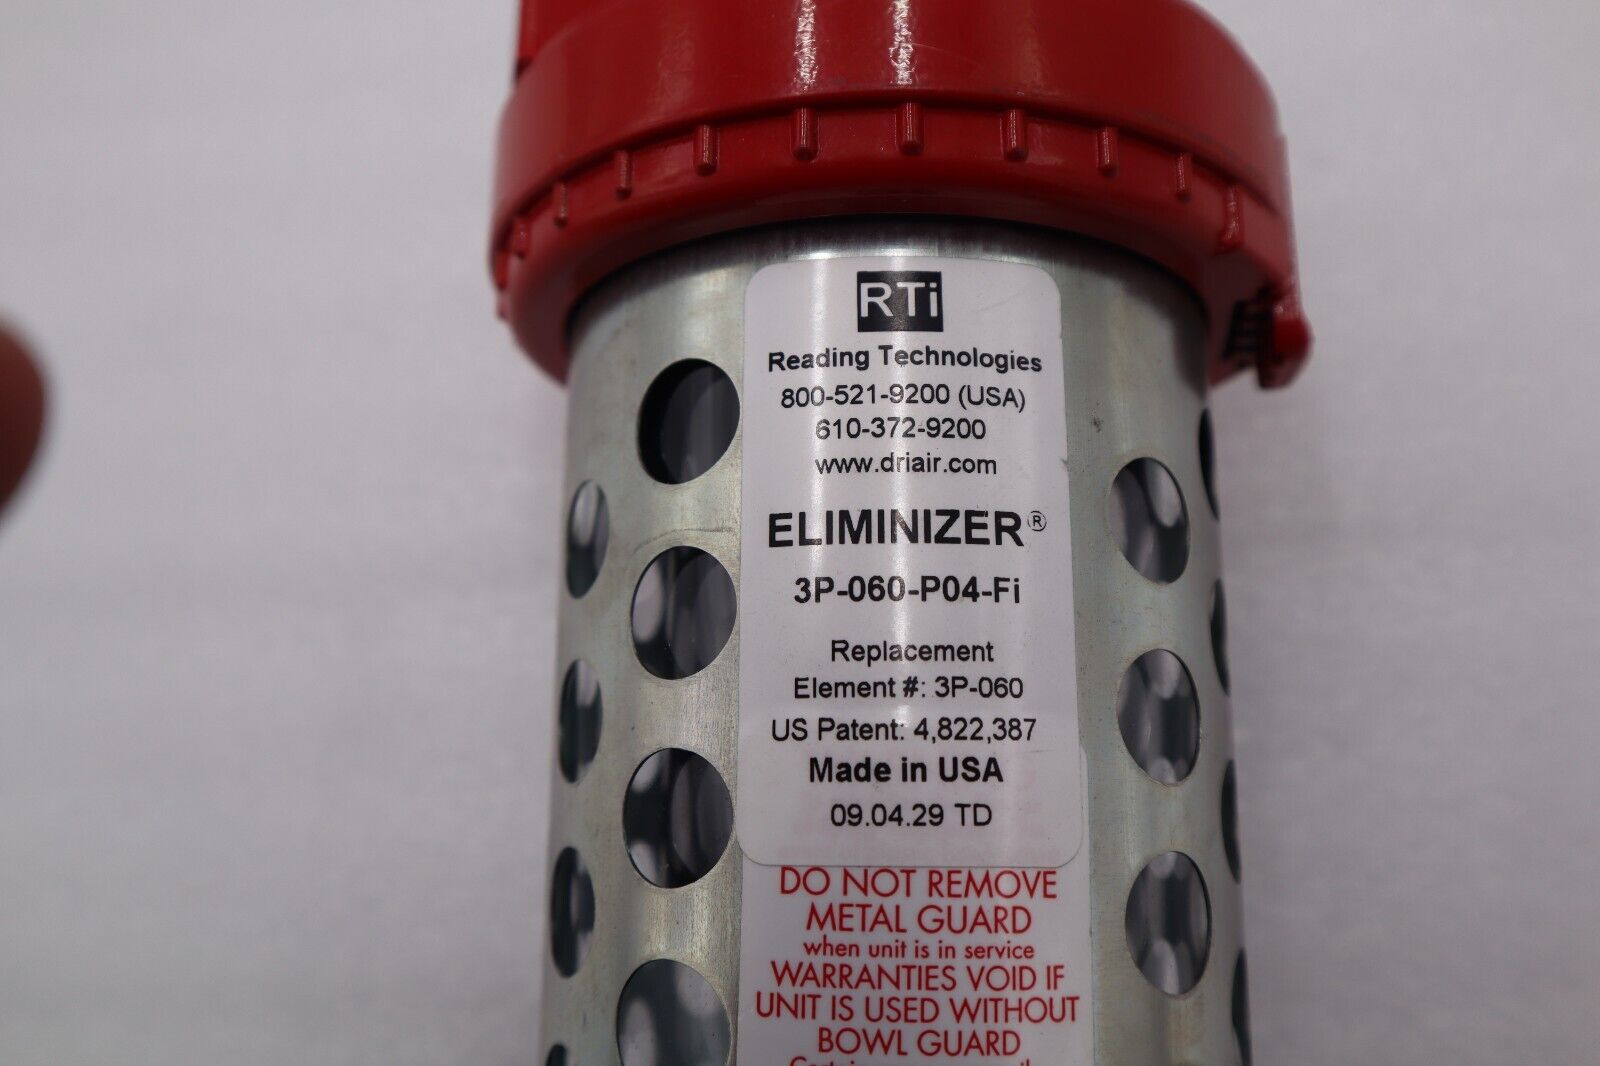 RTi
Reading Technologies
800-521-9200 (USA)
610-372-9200
www.driair.com
ELIMINIZER®
3P-060-P04-Fi
Replacement
Element #: 3P-060
US Patent: 4,822,387
Made in USA
09.04.29 TD
DO NOT REMOVE
METAL GUARD
when unit is in service
WARRANTIES VOID IF
UNIT IS USED WITHOUT
BOWL GUARD